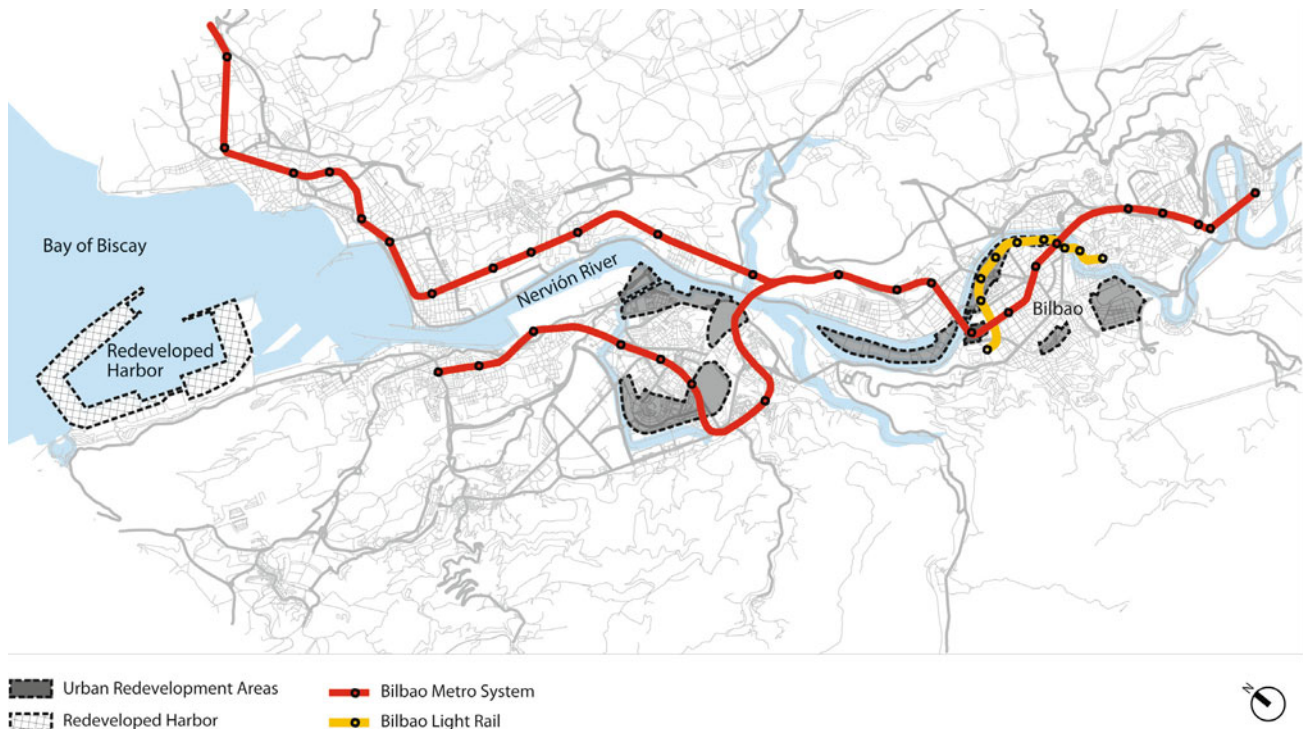 Bay of Biscay
Nervión River
Redeveloped
Harbor
Bilbao
Urban Redevelopment Areas
Bilbao Metro System
Redeveloped Harbor
Bilbao Light Rail
N